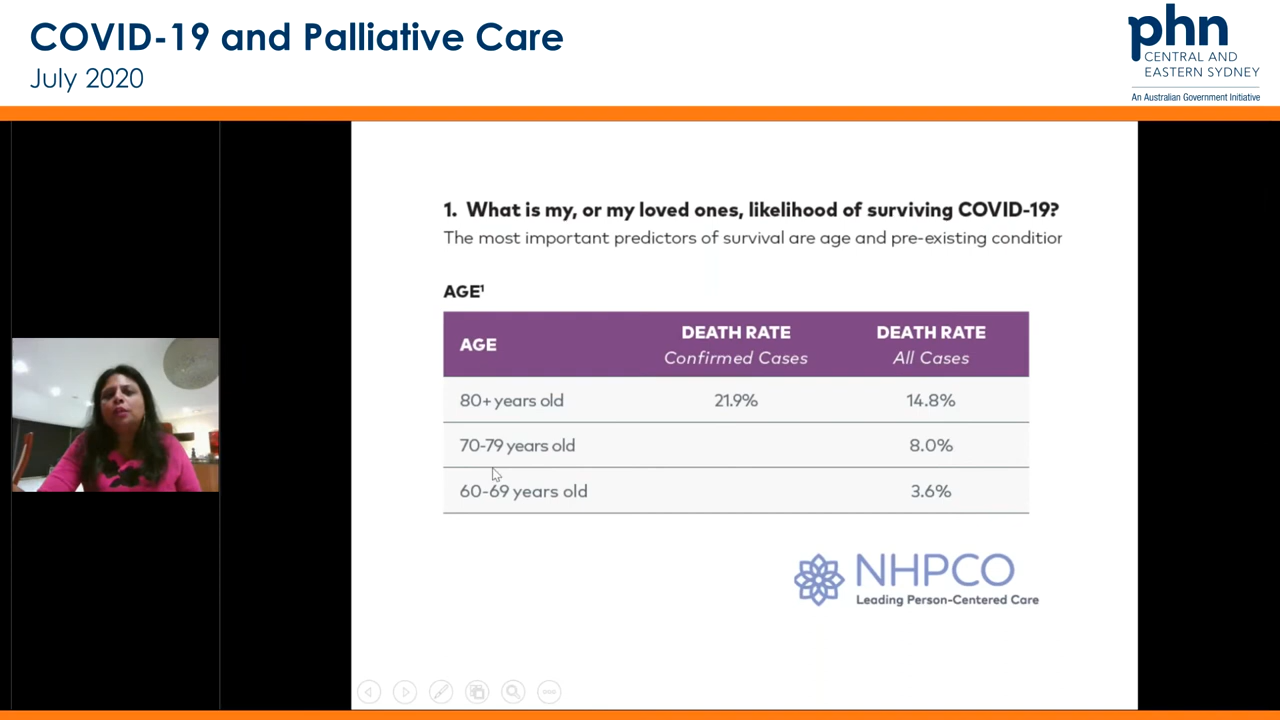 COVID-19 and Palliative Care
July 2020
phn
CENTRAL AND
EASTERN SYDNEY
An Australian Government Initiative
1. What is my, or my loved ones, likelihood of surviving COVID-19?
The most important predictors of survival are age and pre-existing condition
AGE¹
AGE DEATH RATE Confirmed Cases DEATH RATE All Cases
80+ years old 21.9% 14.8%
70-79 years old 8.0%
60-69 years old 3.6%
NHPCO
Leading Person-Centered Care